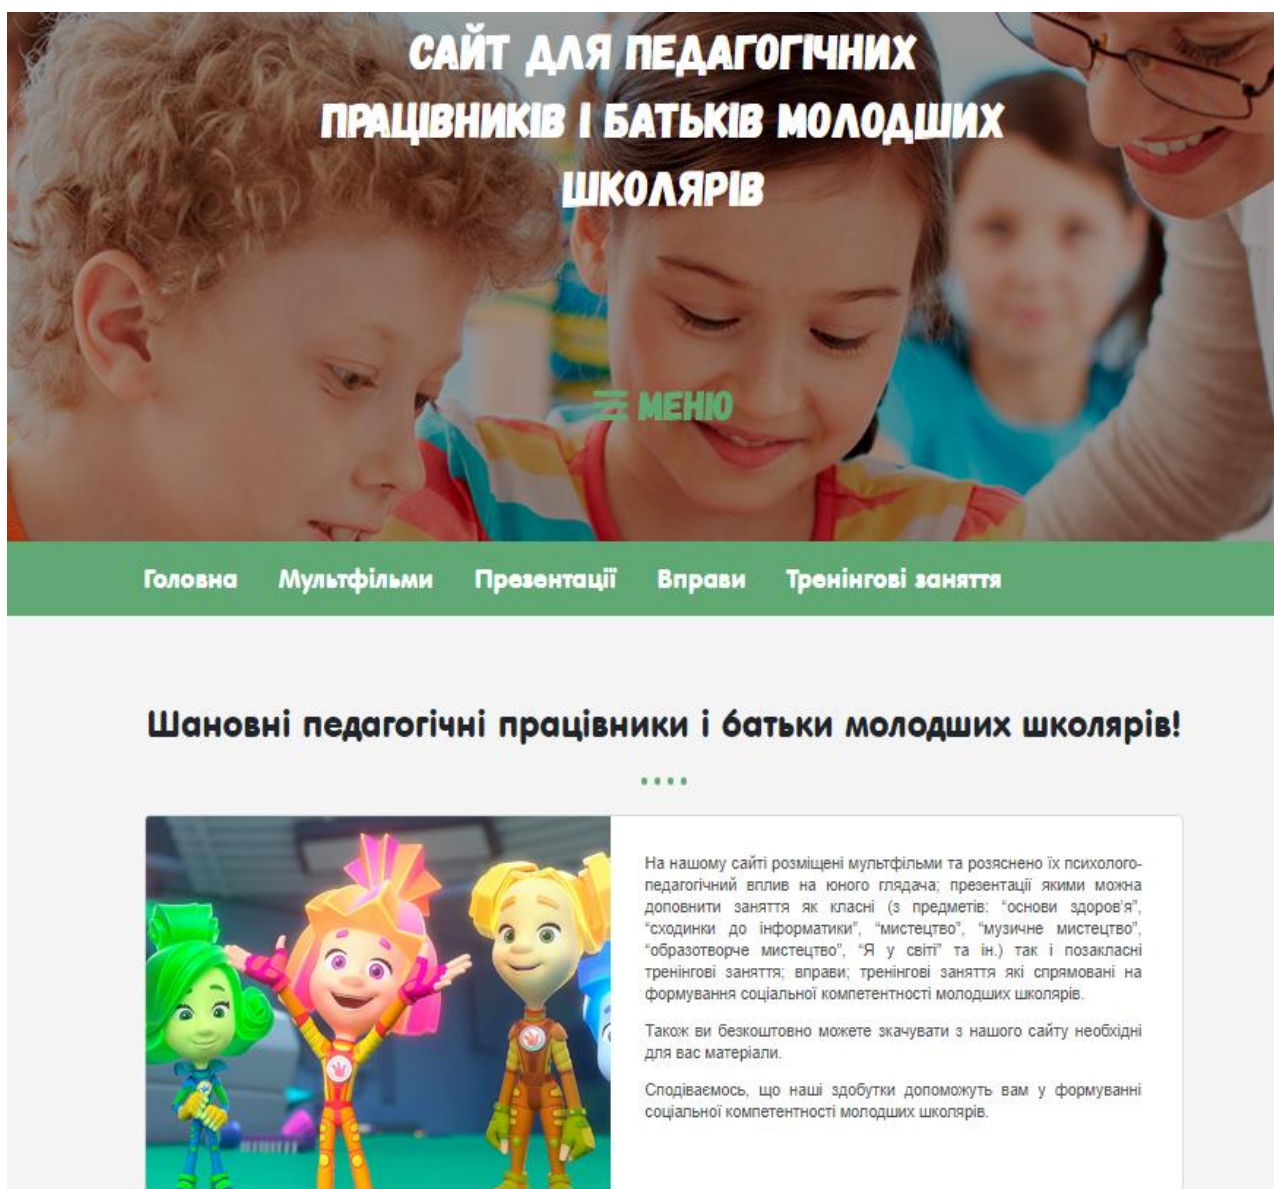 САЙТ ДЛЯ ПЕДАГОГІЧНИХ
ПРАЦІВНИКІВ І БАТЬКІВ МОЛОДШИХ
ШКОЛЯРІВ
МЕНЮ
Головна Мультфільми Презентації Вправи Тренінгові заняття
Шановні педагогічні працівники і батьки молодших школярів!
На нашому сайті розміщені мультфільми та розяснено їх психолого-
педагогічний вплив на юного глядача; презентації якими можна
доповнити заняття як класні (з предметів: “основи здоров’я”,
“сходинки до інформатики”, “мистецтво”, “музичне мистецтво”,
“образотворче мистецтво”, “Я у світі” та ін.) так і позакласні
тренінгові заняття; вправи; тренінгові заняття які спрямовані на
формування соціальної компетентності молодших школярів.
Також ви безкоштовно можете зкачувати з нашого сайту необхідні
для вас матеріали.
Сподіваємось, що наші здобутки допоможуть вам у формуванні
соціальної компетентності молодших школярів.